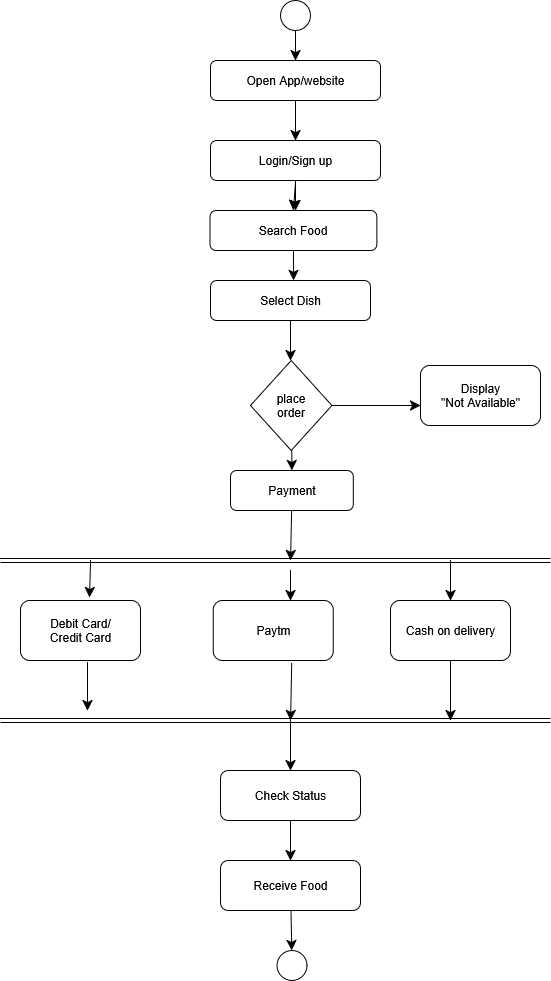 Open App/website
Login/Sign up
Search Food
Select Dish
place
order
Display
"Not Available"
Payment
Debit Card/
Credit Card
Paytm
Cash on delivery
Check Status
Receive Food